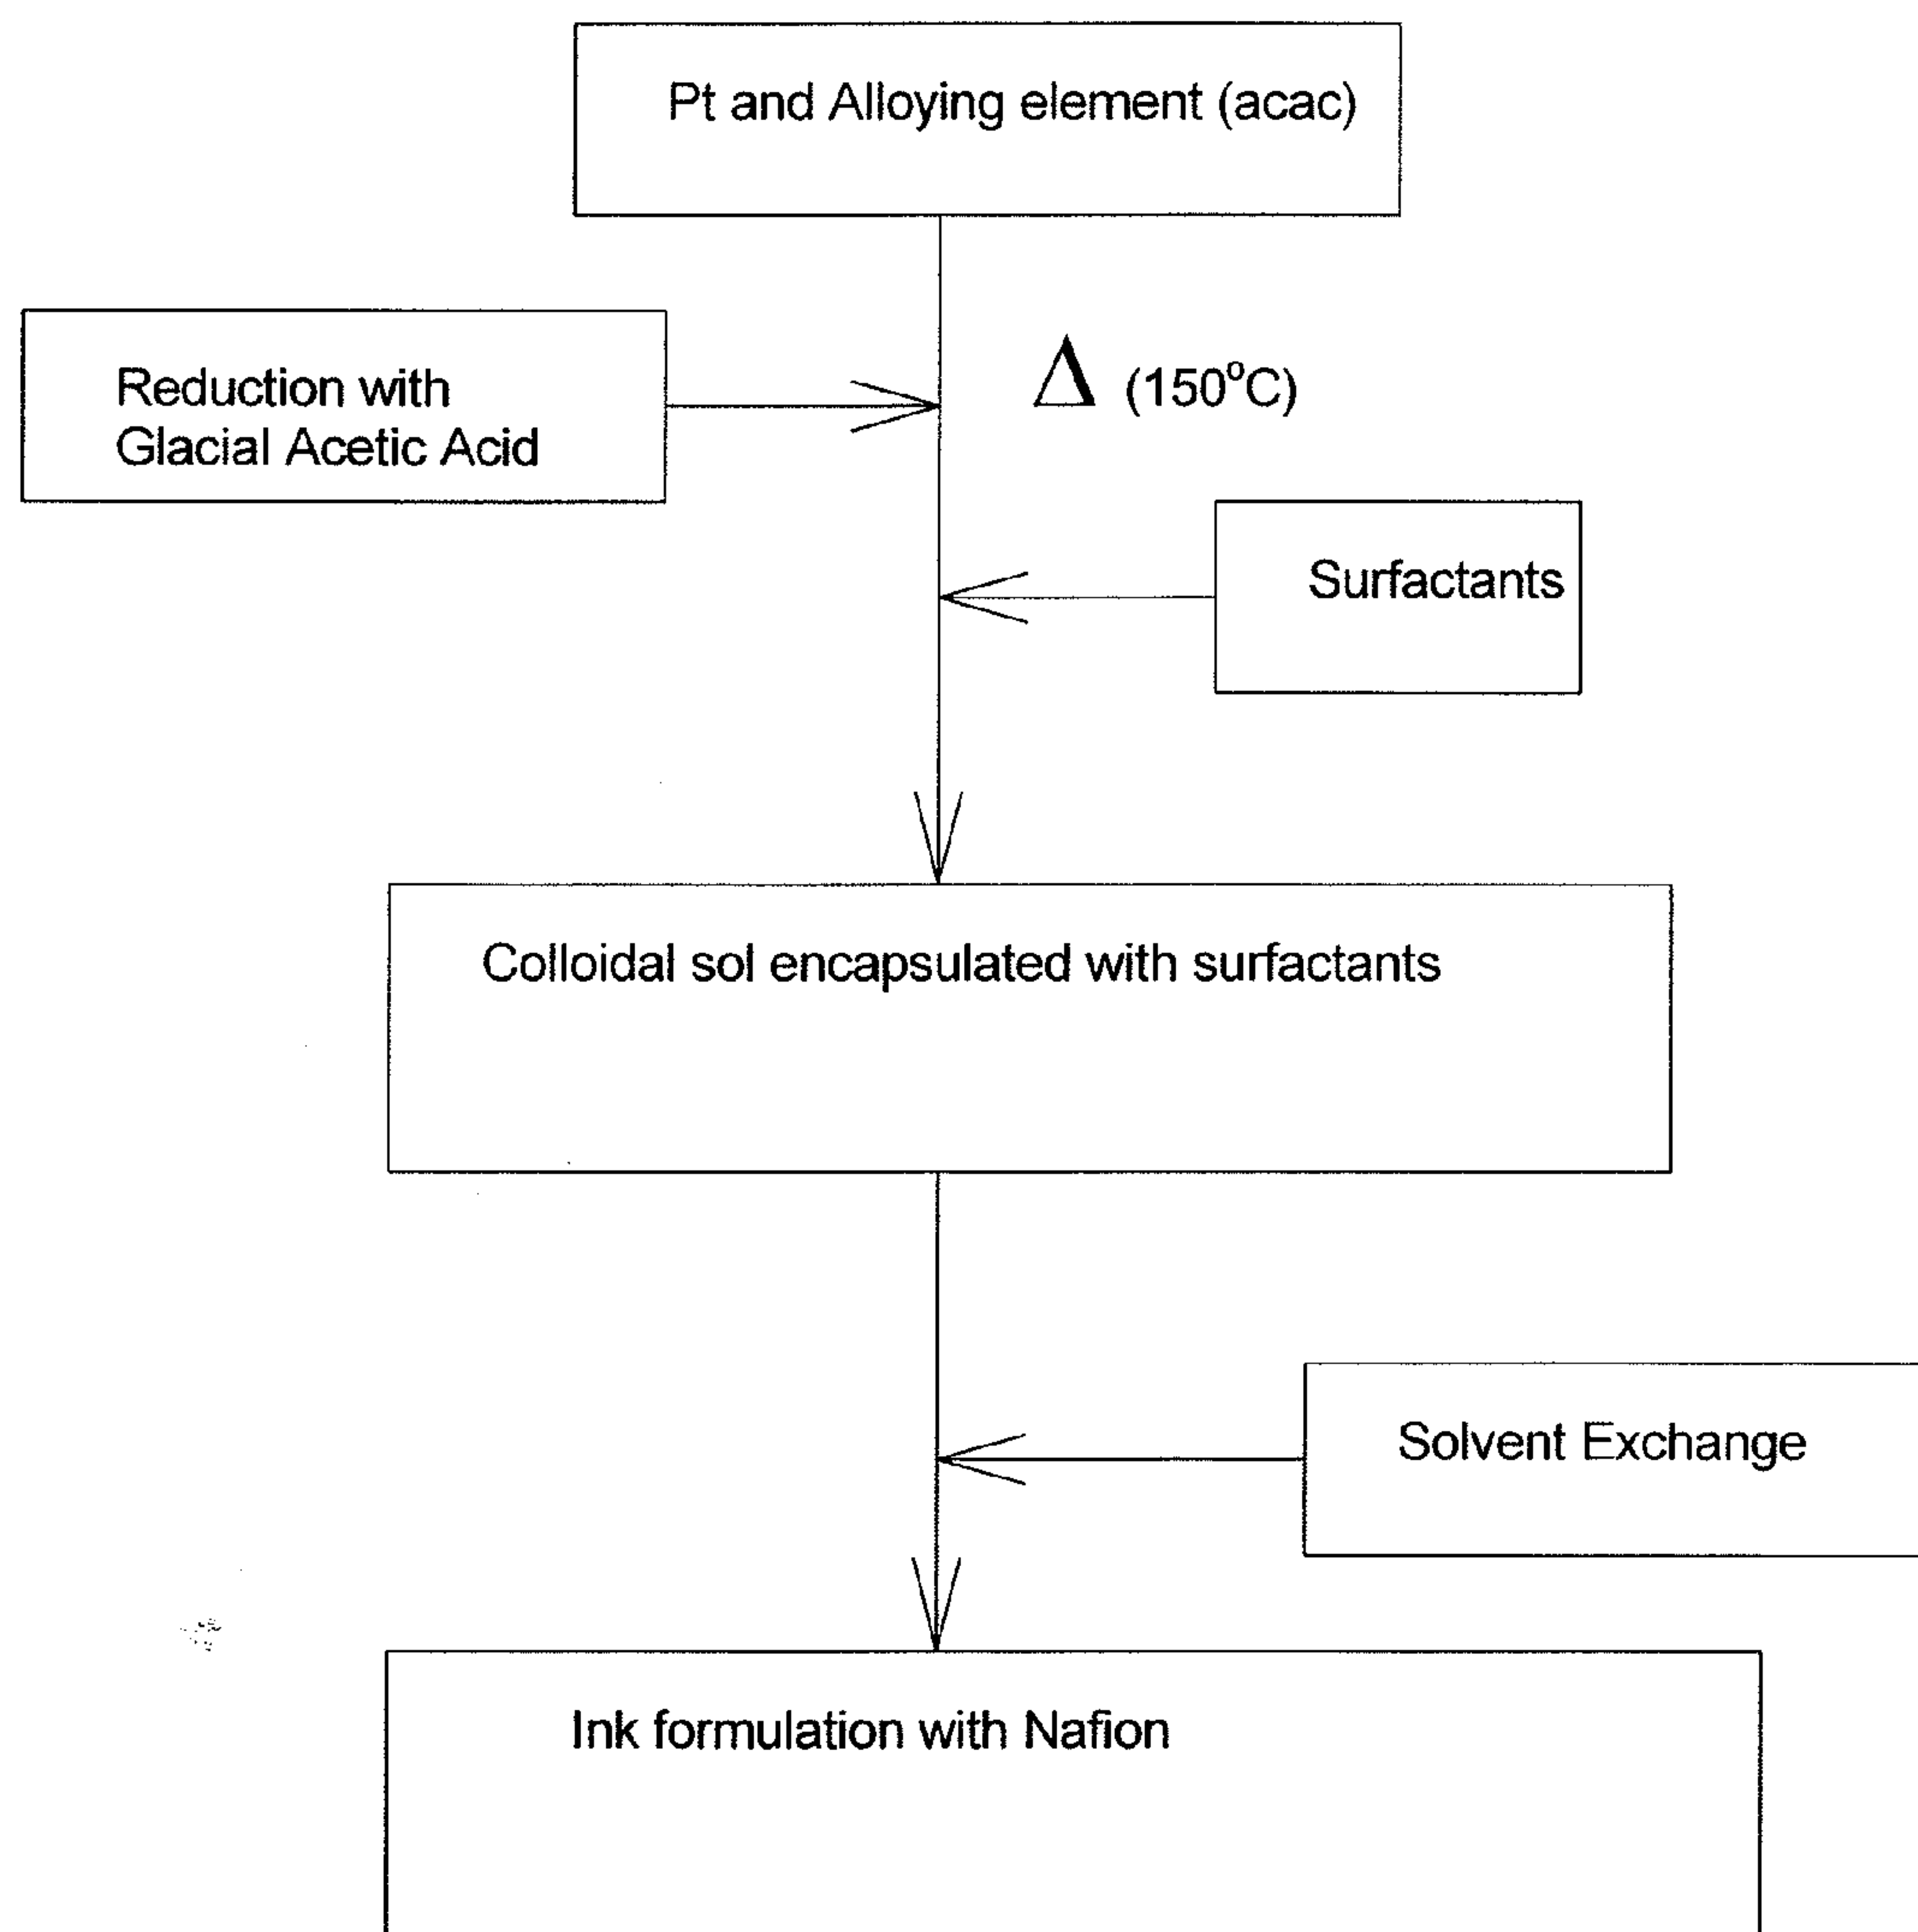 Pt and Alloying element (acac)
Reduction with
Glacial Acetic Acid
Δ (150°C)
Surfactants
Colloidal sol encapsulated with surfactants
Solvent Exchange
Ink formulation with Nafion